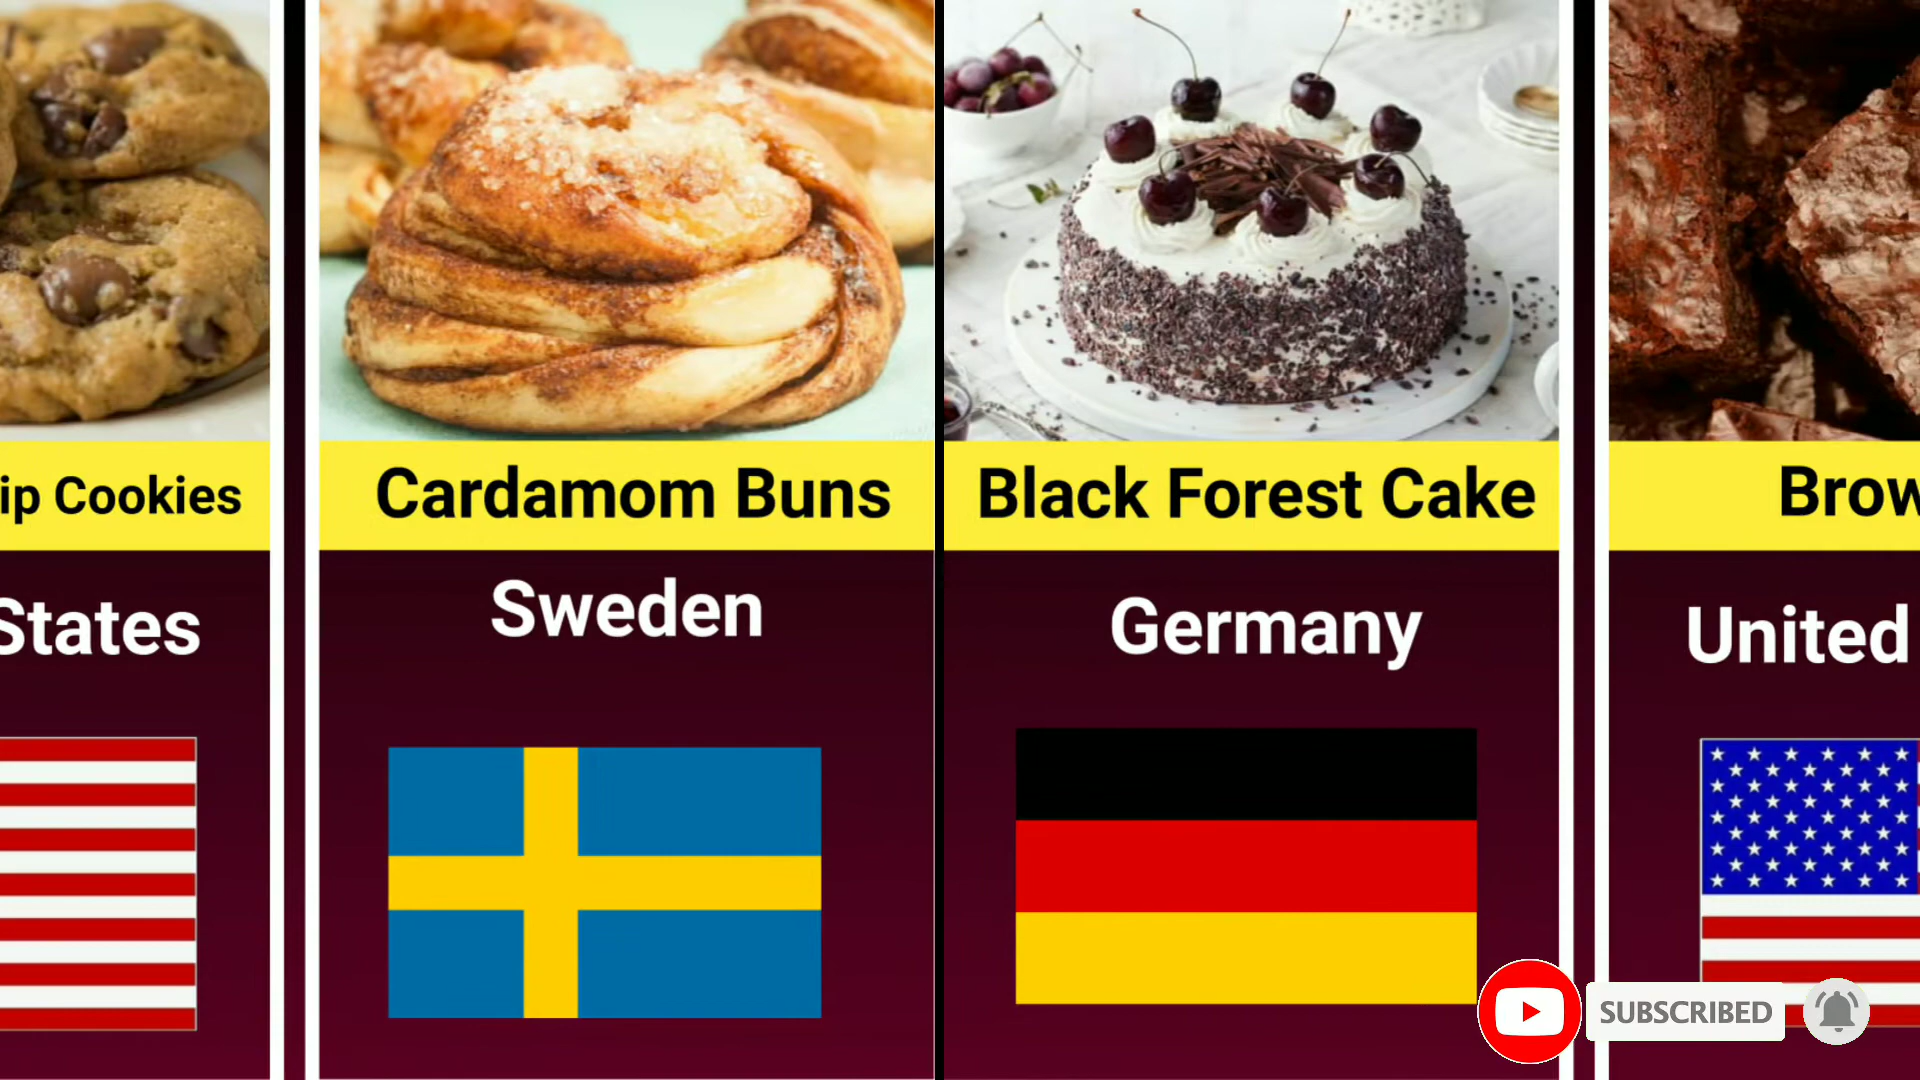 ip Cookies
States
Cardamom Buns
Sweden
Black Forest Cake
Germany
Brow
United
SUBSCRIBED